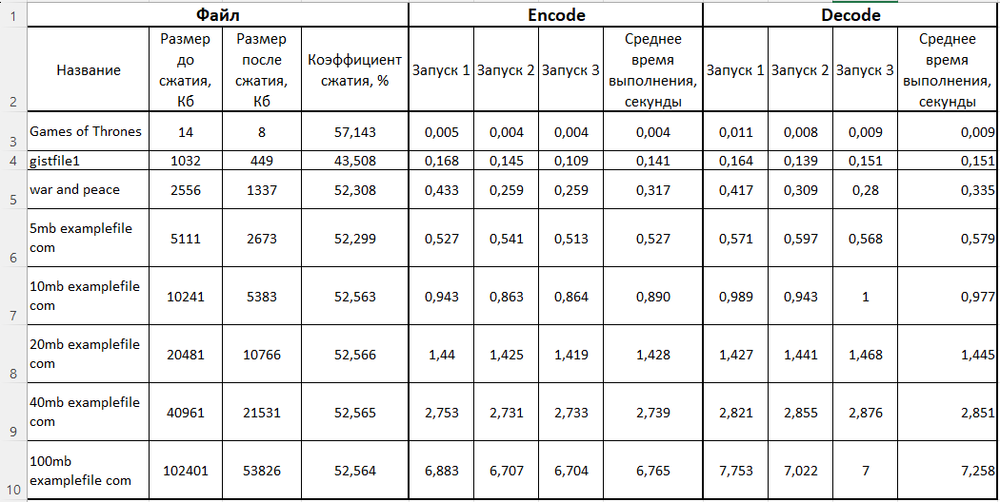 1 Файл Encode Decode
2 Название Размер до сжатия, Кб Размер после сжатия, Кб Коэффициент сжатия, % Запуск 1 Запуск 2 Запуск 3 Среднее время выполнения, секунды Запуск 1 Запуск 2 Запуск 3 Среднее время выполнения, секунды
3 Games of Thrones 14 8 57,143 0,005 0,004 0,004 0,004 0,011 0,008 0,009 0,009
4 gistfile1 1032 449 43,508 0,168 0,145 0,109 0,141 0,164 0,139 0,151 0,151
5 war and peace 2556 1337 52,308 0,433 0,259 0,259 0,317 0,417 0,309 0,28 0,335
6 5mb examplefile com 5111 2673 52,299 0,527 0,541 0,513 0,527 0,571 0,597 0,568 0,579
7 10mb examplefile com 10241 5383 52,563 0,943 0,863 0,864 0,890 0,989 0,943 1 0,977
8 20mb examplefile com 20481 10766 52,566 1,44 1,425 1,419 1,428 1,427 1,441 1,468 1,445
9 40mb examplefile com 40961 21531 52,565 2,753 2,731 2,733 2,739 2,821 2,855 2,876 2,851
10 100mb examplefile com 102401 53826 52,564 6,883 6,707 6,704 6,765 7,753 7,022 7 7,258